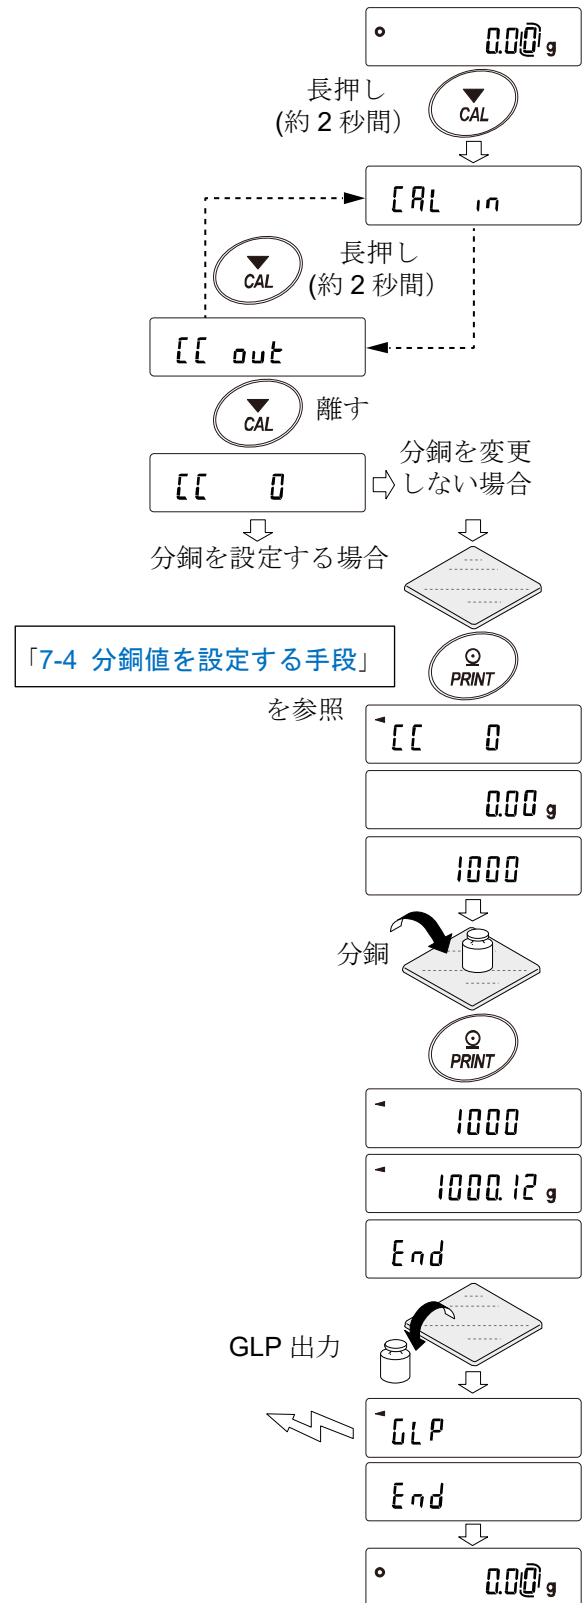 0.00 g
長押し
(約 2 秒間)
CAL
CAL in
長押し
(約 2 秒間)
CAL
CC out
CAL
離す
CC 0
分銅を変更
しない場合
分銅を設定する場合
「7-4 分銅値を設定する手段」
を参照
PRINT
CC 0
0.00 g
1000
分銅
PRINT
1000
1000.12 g
End
GLP 出力
GLP
End
0.00 g